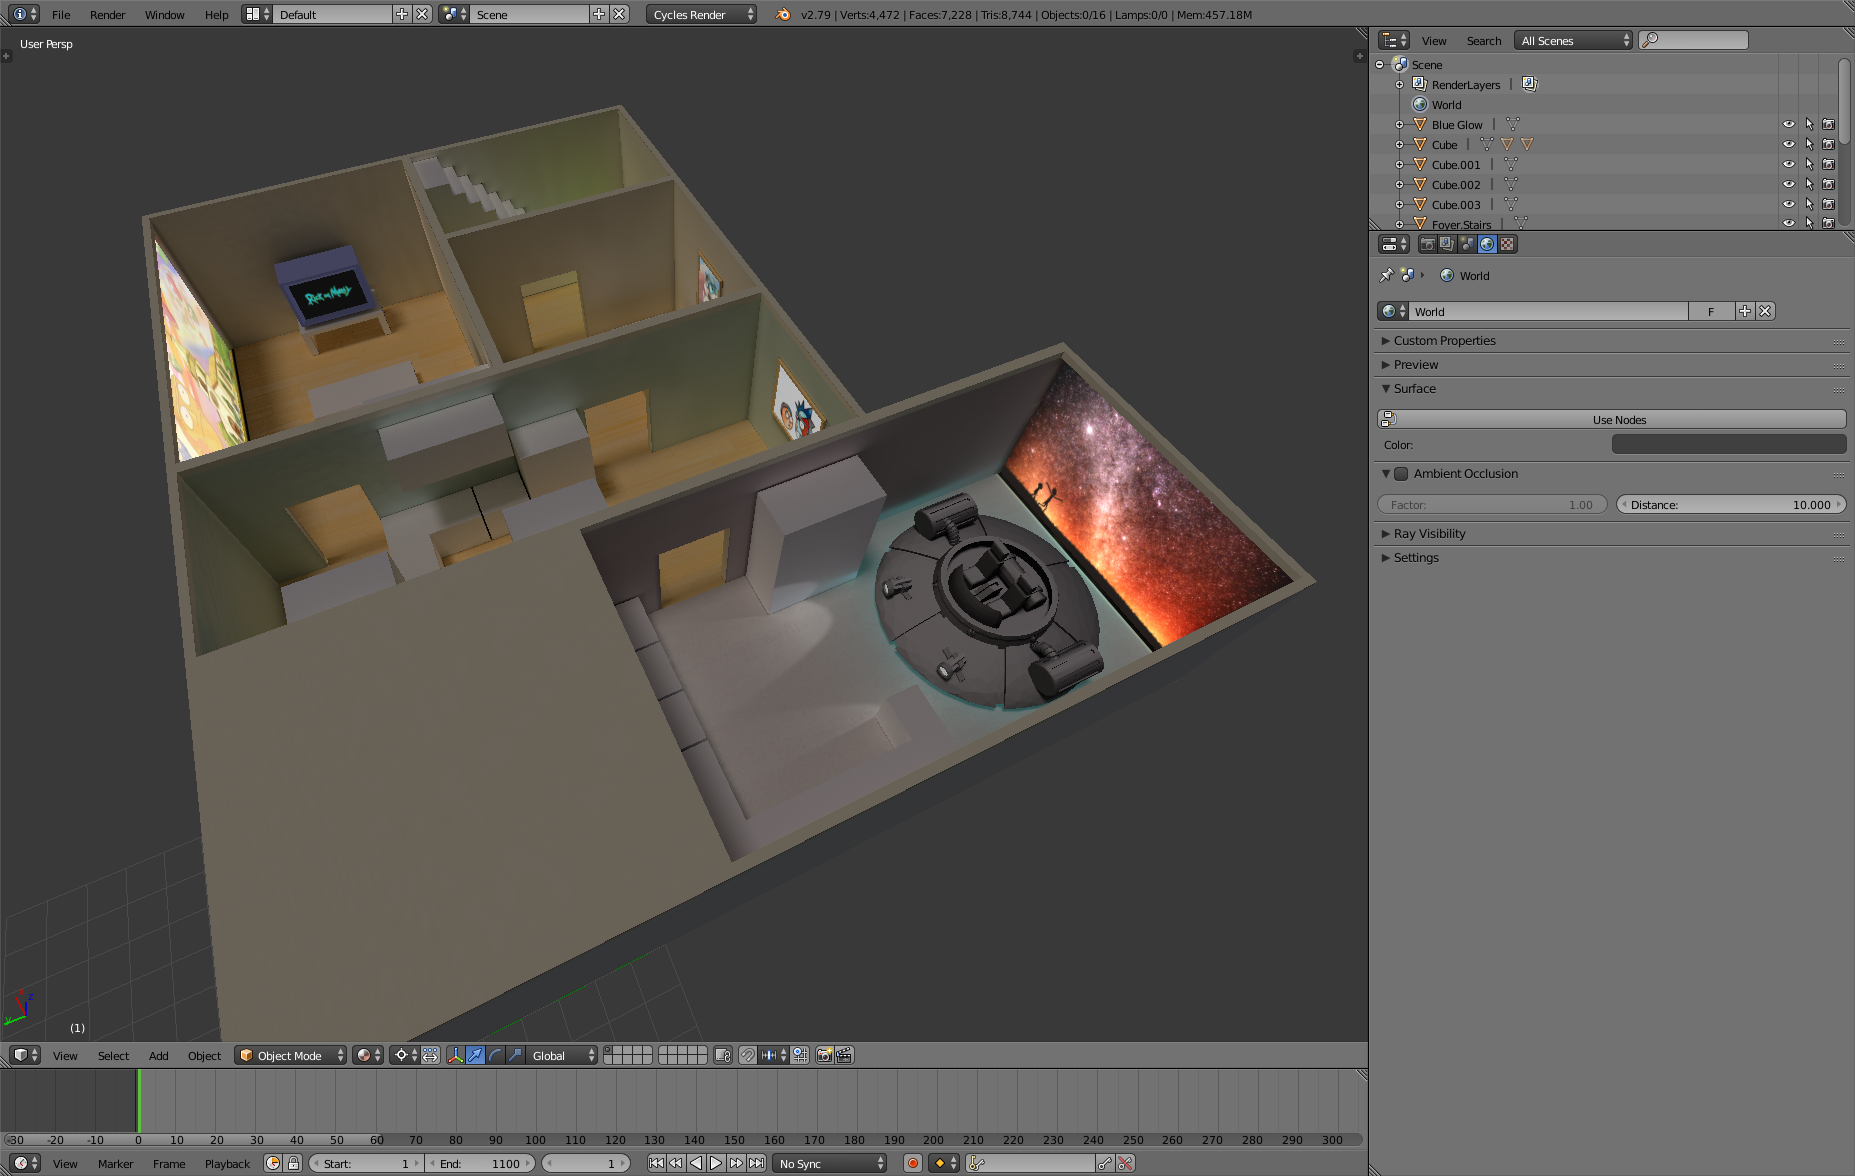 File Render Window Help Default Scene Cycles Render v2.79 | Verts:4,472 | Faces:7,228 | Tris:8,744 | Objects:0/16 | Lamps:0/0 | Mem:457.18M
User Persp
View Search All Scenes
Scene
RenderLayers
World
Blue Glow
Cube
Cube.001
Cube.002
Cube.003
Foyer.Stairs
World
World F
Custom Properties
Preview
Surface
Use Nodes
Color:
Ambient Occlusion
Factor: 1.00 Distance: 10.000
Ray Visibility
Settings
Rick and Morty
x
y
z
(1)
View Select Add Object Object Mode Global
-30 -20 -10 0 10 20 30 40 50 60 70 80 90 100 110 120 130 140 150 160 170 180 190 200 210 220 230 240 250 260 270 280 290 300
View Marker Frame Playback Start: 1 End: 1100 1 No Sync